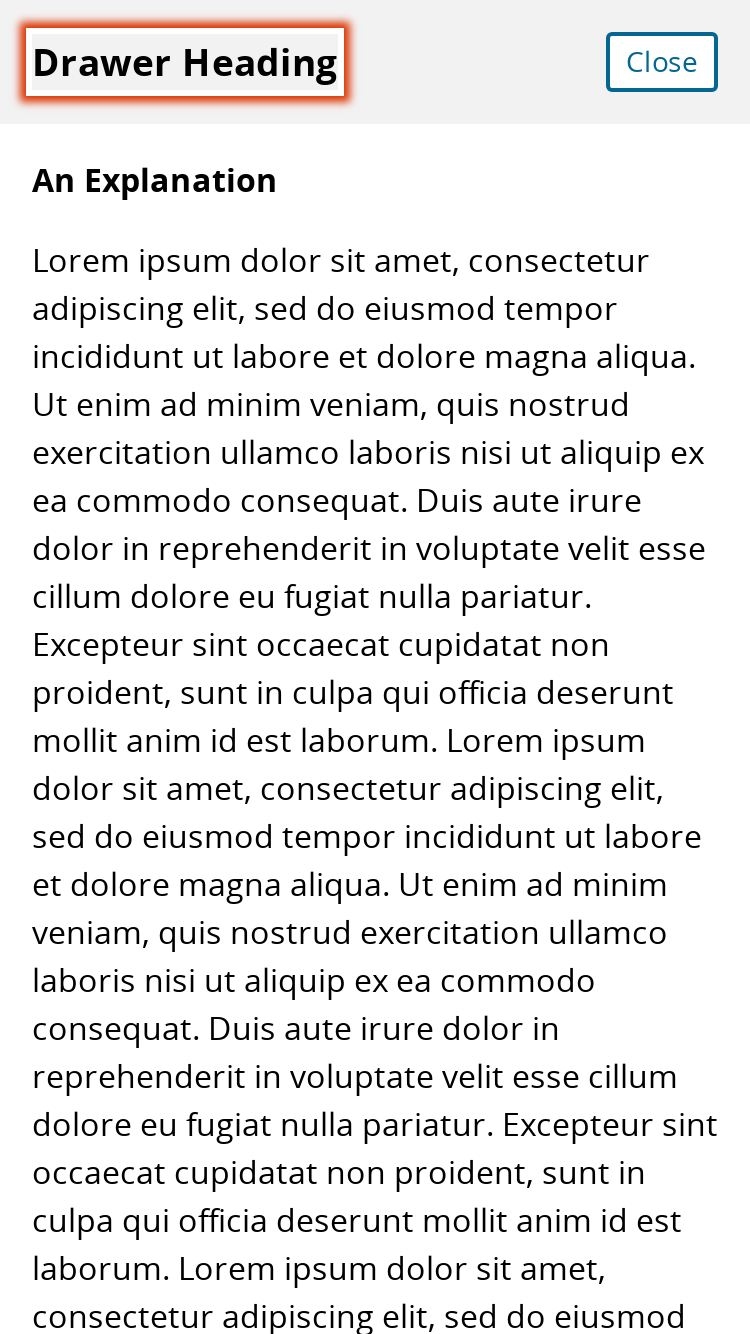 Drawer Heading
Close
An Explanation
Lorem ipsum dolor sit amet, consectetur
adipiscing elit, sed do eiusmod tempor
incididunt ut labore et dolore magna aliqua.
Ut enim ad minim veniam, quis nostrud
exercitation ullamco laboris nisi ut aliquip ex
ea commodo consequat. Duis aute irure
dolor in reprehenderit in voluptate velit esse
cillum dolore eu fugiat nulla pariatur.
Excepteur sint occaecat cupidatat non
proident, sunt in culpa qui officia deserunt
mollit anim id est laborum. Lorem ipsum
dolor sit amet, consectetur adipiscing elit,
sed do eiusmod tempor incididunt ut labore
et dolore magna aliqua. Ut enim ad minim
veniam, quis nostrud exercitation ullamco
laboris nisi ut aliquip ex ea commodo
consequat. Duis aute irure dolor in
reprehenderit in voluptate velit esse cillum
dolore eu fugiat nulla pariatur. Excepteur sint
occaecat cupidatat non proident, sunt in
culpa qui officia deserunt mollit anim id est
laborum. Lorem ipsum dolor sit amet,
consectetur adipiscing elit, sed do eiusmod